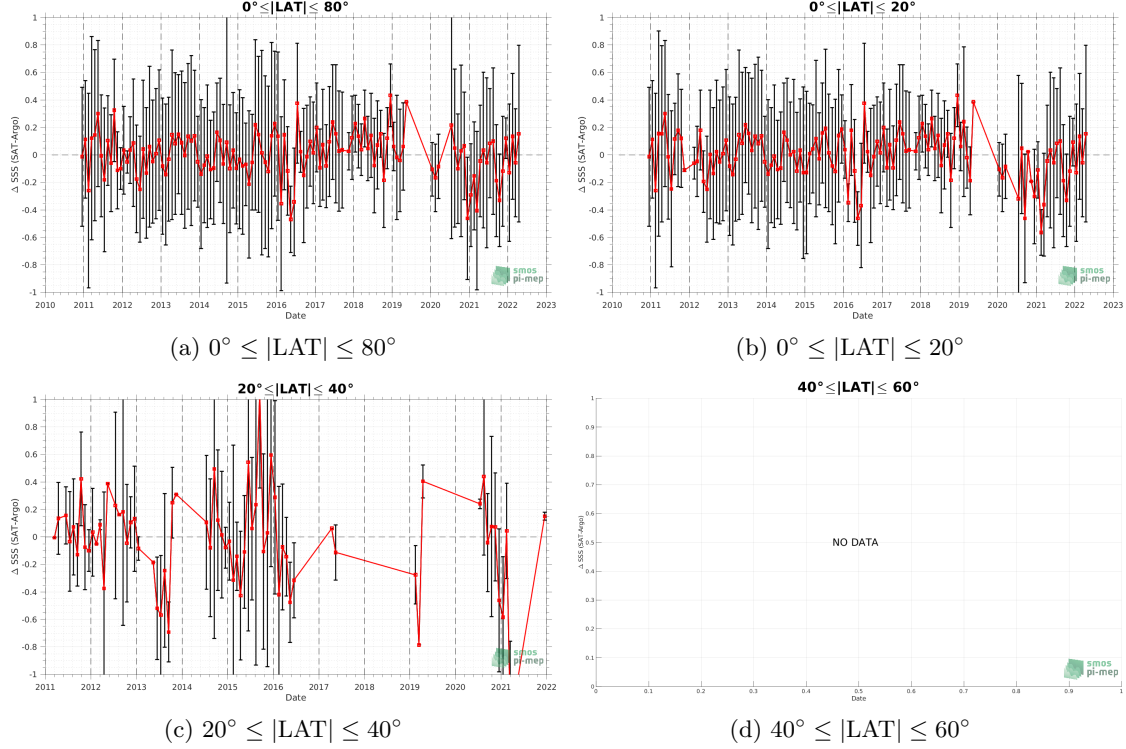 0°≤|LAT|≤ 80°
Δ SSS (SAT-Argo)
1
0.8
0.6
0.4
0.2
0
-0.2
-0.4
-0.6
-0.8
-1
2010 2011 2012 2013 2014 2015 2016 2017 2018 2019 2020 2021 2022 2023
Date
smos
pi-mep
(a) 0° ≤ |LAT| ≤ 80°
0°≤|LAT|≤ 20°
Δ SSS (SAT-Argo)
1
0.8
0.6
0.4
0.2
0
-0.2
-0.4
-0.6
-0.8
-1
2010 2011 2012 2013 2014 2015 2016 2017 2018 2019 2020 2021 2022 2023
Date
smos
pi-mep
(b) 0° ≤ |LAT| ≤ 20°
20°≤|LAT|≤ 40°
Δ SSS (SAT-Argo)
1
0.8
0.6
0.4
0.2
0
-0.2
-0.4
-0.6
-0.8
-1
2011 2012 2013 2014 2015 2016 2017 2018 2019 2020 2021 2022
Date
smos
pi-mep
(c) 20° ≤ |LAT| ≤ 40°
40°≤|LAT|≤ 60°
Δ SSS (SAT-Argo)
1
0.9
0.8
0.7
0.6
0.5
0.4
0.3
0.2
0.1
0
NO DATA
0 0.1 0.2 0.3 0.4 0.5 0.6 0.7 0.8 0.9 1
Date
smos
pi-mep
(d) 40° ≤ |LAT| ≤ 60°